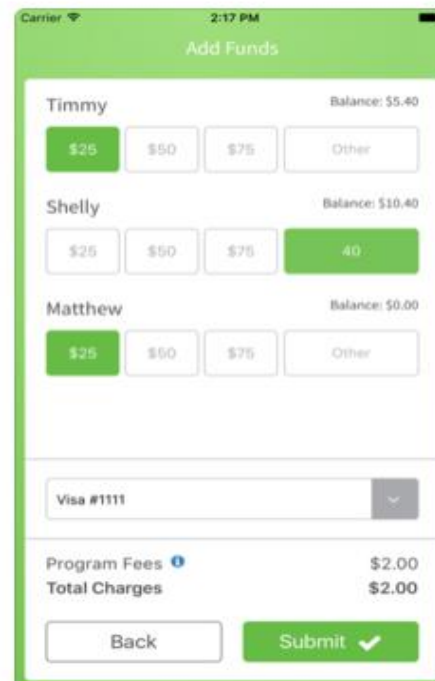 Carrier 2:17 PM
Add Funds
Timmy Balance: $5.40
$25 $50 $75 Other
Shelly Balance: $10.40
$25 $50 $75 40
Matthew Balance: $0.00
$25 $50 $75 Other
Visa #1111
Program Fees i $2.00
Total Charges $2.00
Back Submit